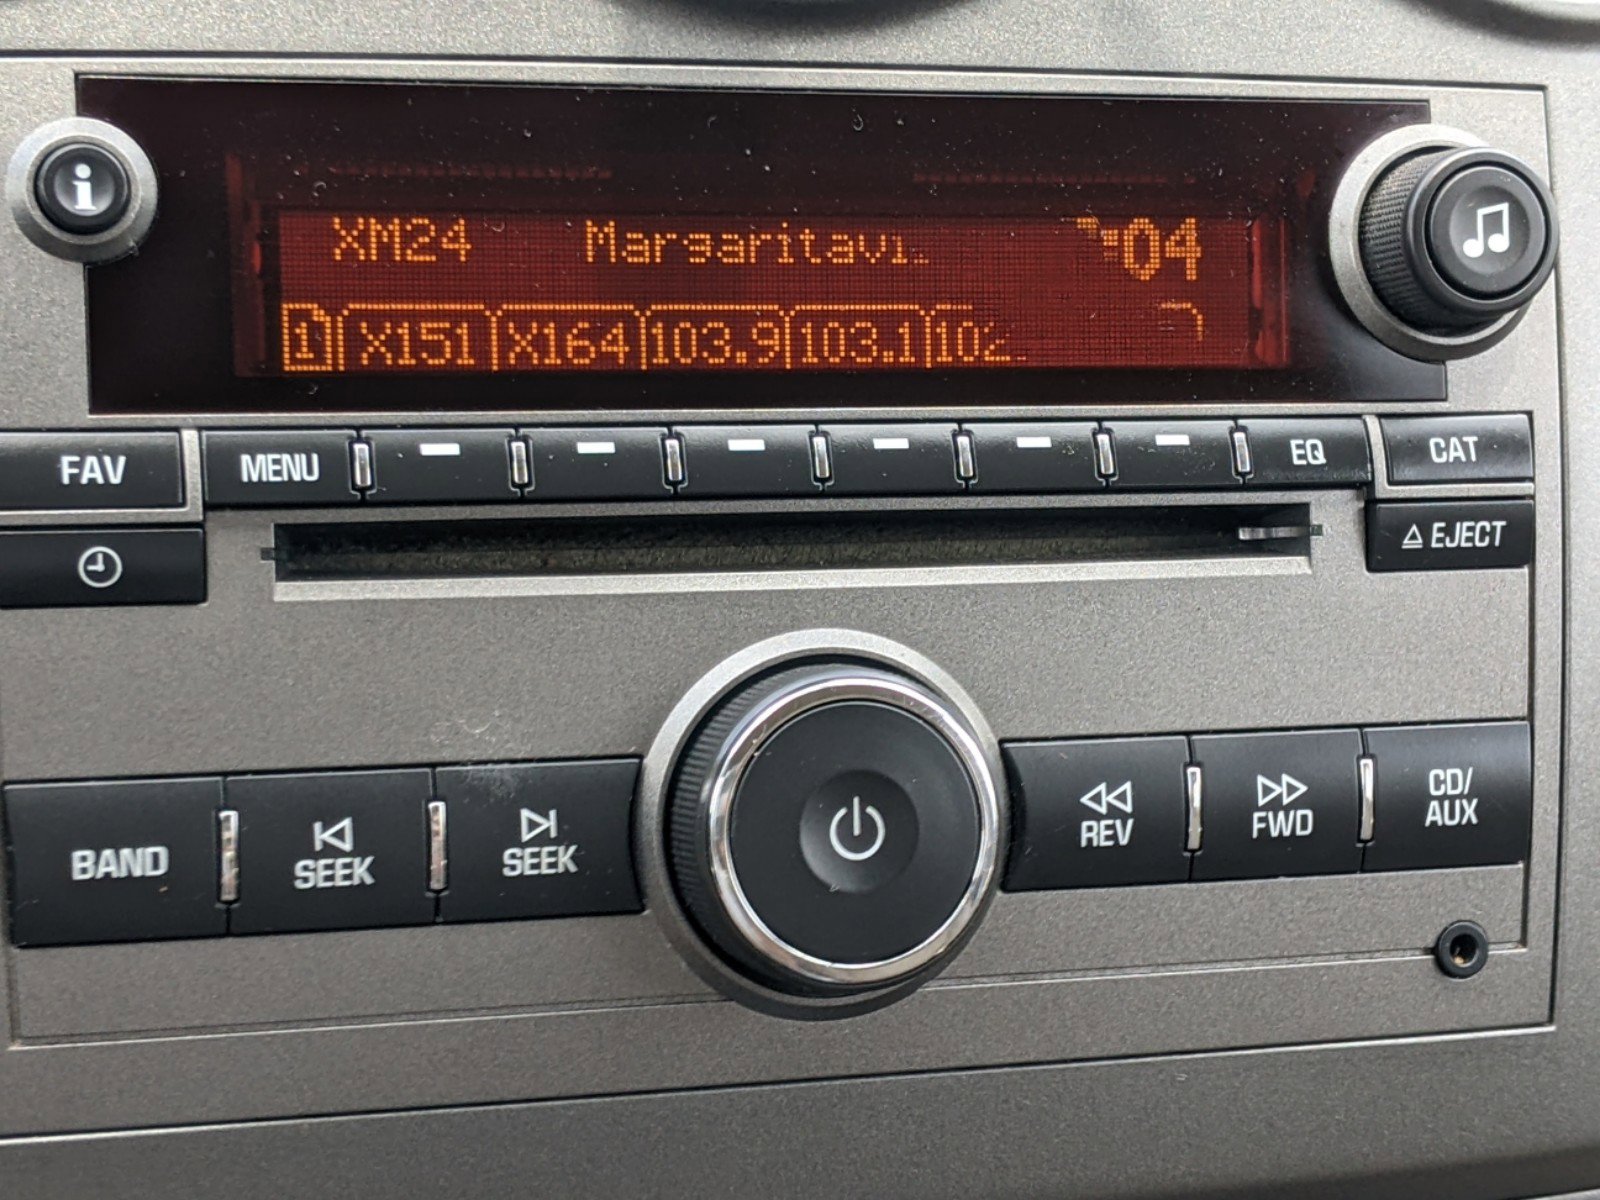 i
XM24 Margaritavi 04
1 X151 X164 103.9 103.1 102
FAV MENU EQ CAT
EJECT
BAND SEEK SEEK REV FWD CD/
AUX